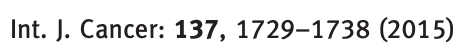 Int. J. Cancer: 137, 1729–1738 (2015)